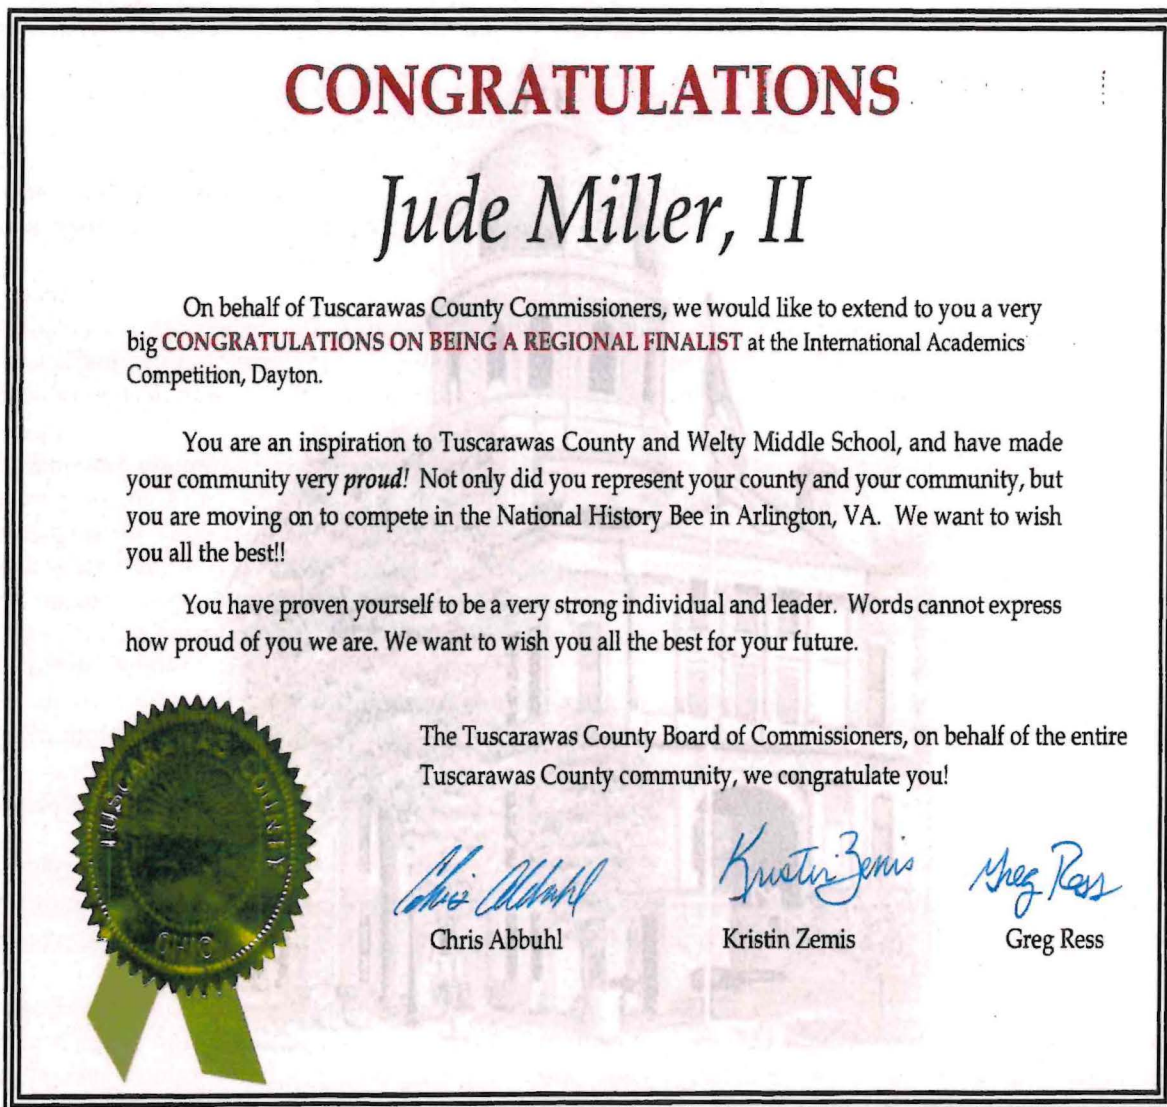 CONGRATULATIONS
Jude Miller, II
On behalf of Tuscarawas County Commissioners, we would like to extend to you a very
big CONGRATULATIONS ON BEING A REGIONAL FINALIST at the International Academics
Competition, Dayton.
You are an inspiration to Tuscarawas County and Welty Middle School, and have made
your community very proud! Not only did you represent your county and your community, but
you are moving on to compete in the National History Bee in Arlington, VA. We want to wish
you all the best!!
You have proven yourself to be a very strong individual and leader. Words cannot express
how proud of you we are. We want to wish you all the best for your future.
The Tuscarawas County Board of Commissioners, on behalf of the entire
Tuscarawas County community, we congratulate you!
TUSCARAWAS COUNTY
OHIO
Chris Abbuhl
Kristin Zemis
Greg Ress
Chris Abbuhl
Kristin Zemis
Greg Ress